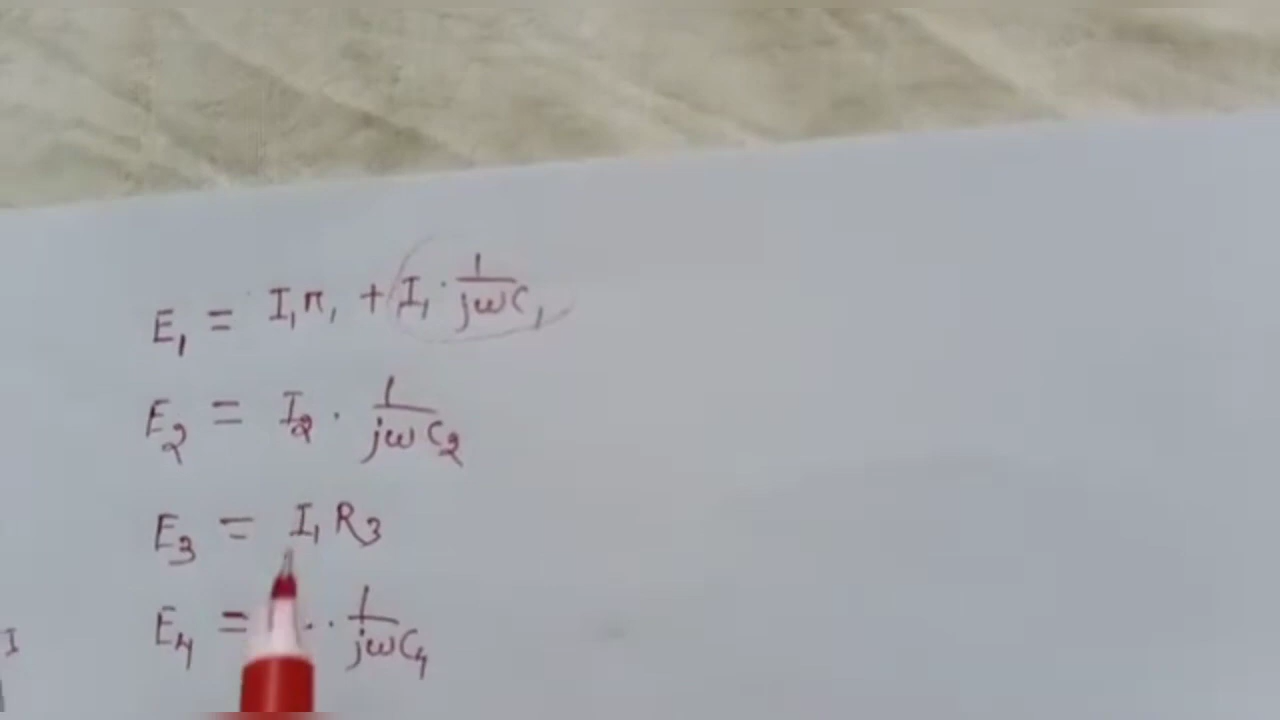 E₁ = I₁r₁ + I₁ · 1/jωC₁
E₂ = I₂ · 1/jωC₂
E₃ = I₁R₃
E₄ = · 1/jωC₄
I